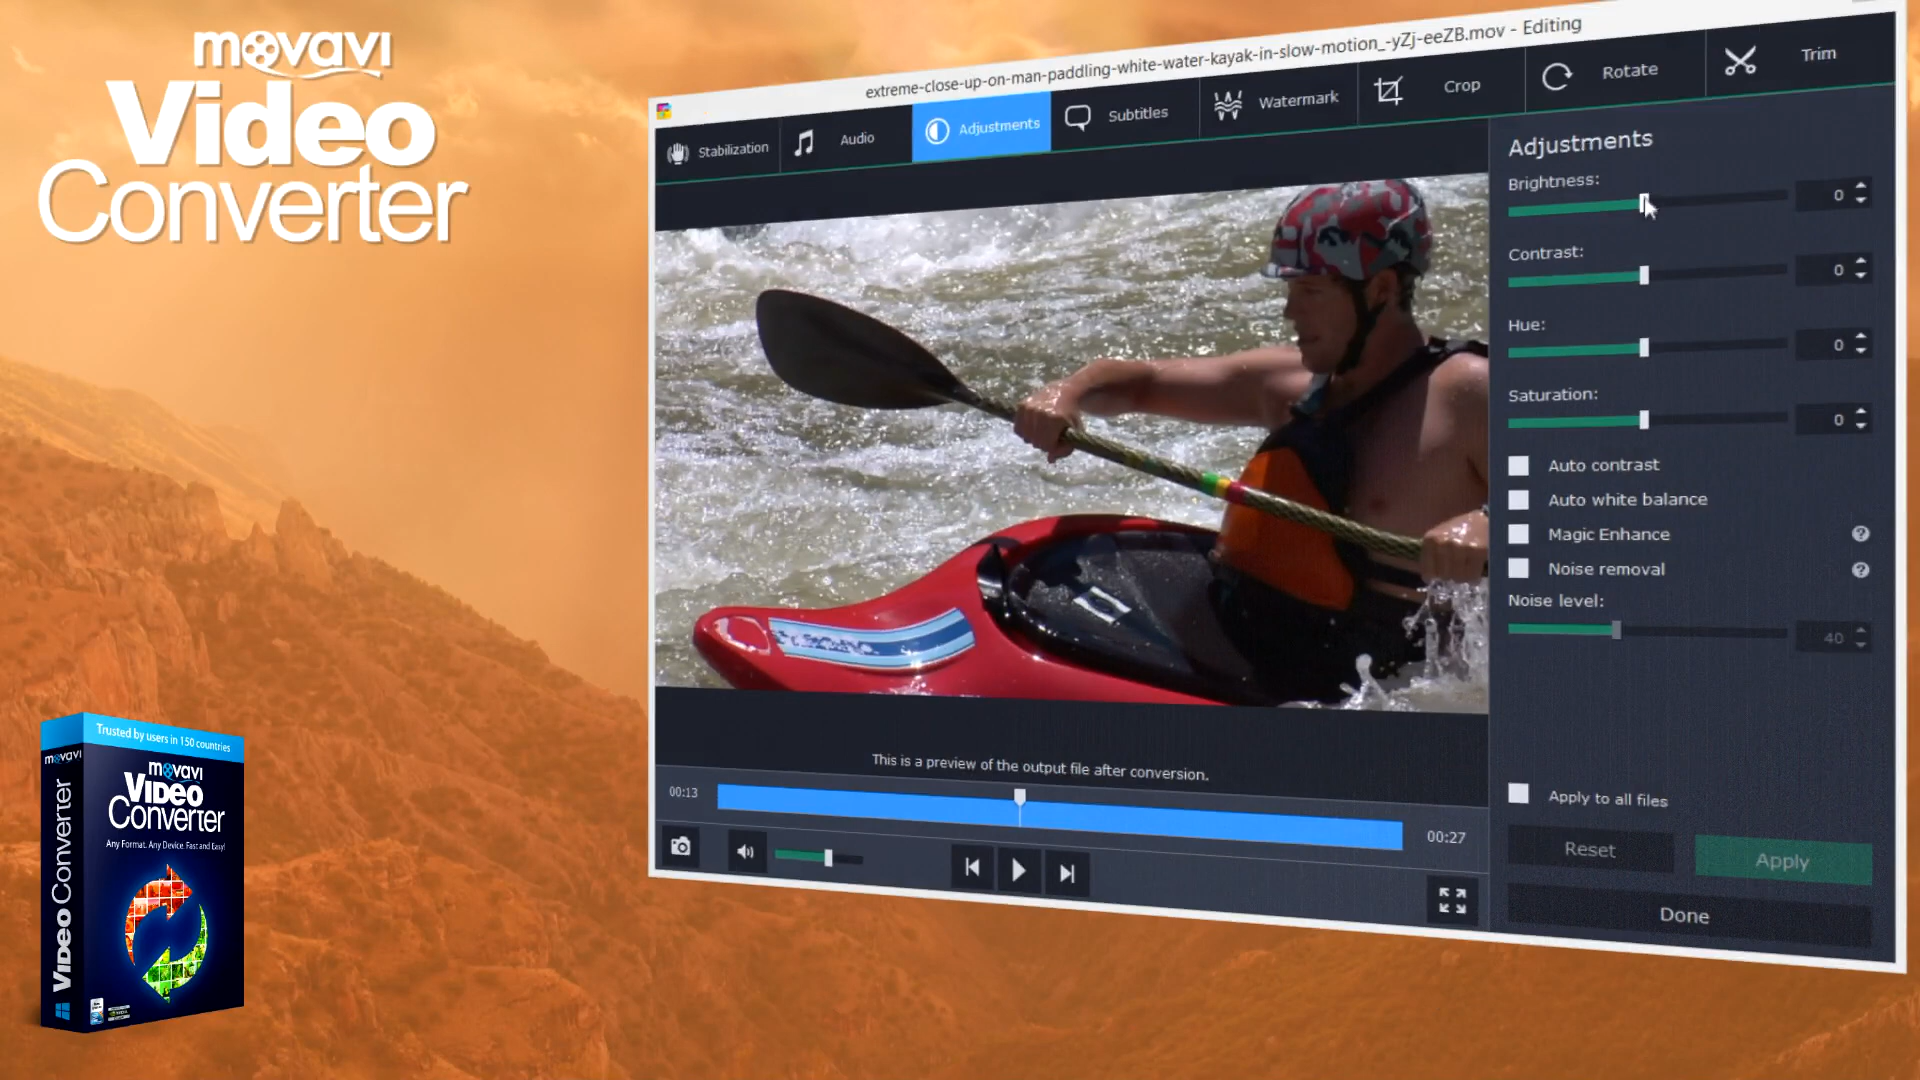 movavi
Video
Converter
extreme-close-up-on-man-paddling-white-water-kayak-in-slow-motion_-yZj-eeZB.mov - Editing
Stabilization
Audio
Adjustments
Subtitles
Watermark
Crop
Rotate
Trim
Adjustments
Brightness:
0
Contrast:
0
Hue:
0
Saturation:
0
Auto contrast
Auto white balance
Magic Enhance
?
Noise removal
?
Noise level:
40
This is a preview of the output file after conversion.
00:13
00:27
Apply to all files
Reset
Apply
Done
Trusted by users in 150 countries
movavi
Video
Converter
Any Format. Any Device. Fast and Easy!
movavi
Video Converter